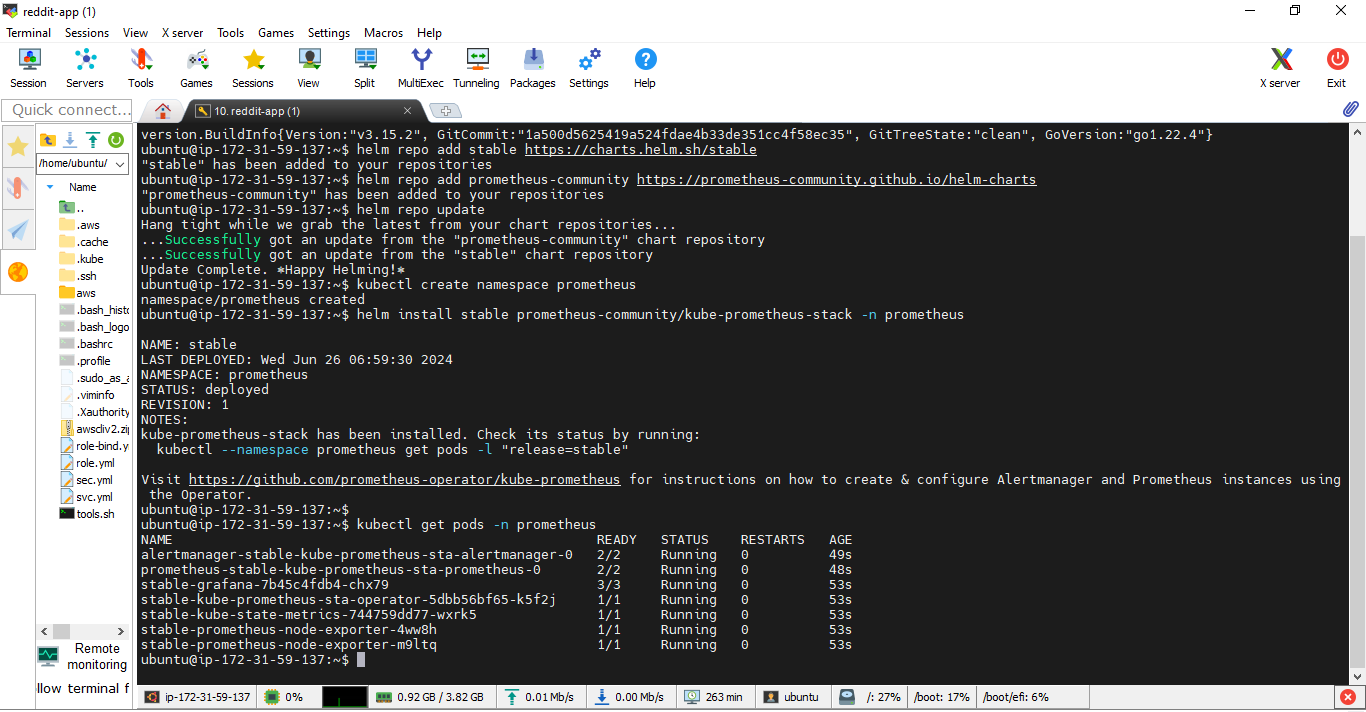 reddit-app (1)
Terminal Sessions View X server Tools Games Settings Macros Help
Session Servers Tools Games Sessions View Split MultiExec Tunneling Packages Settings Help X server Exit
Quick connect...
10. reddit-app (1)
/home/ubuntu/
Name
..
.aws
.cache
.kube
.ssh
aws
.bash_histo
.bash_logo
.bashrc
.profile
.sudo_as_a
.viminfo
.Xauthority
awscliv2.zip
role-bind.y
role.yml
sec.yml
svc.yml
tools.sh
Remote
monitoring
llow terminal f
version.BuildInfo{Version:"v3.15.2", GitCommit:"1a500d5625419a524fdae4b33de351cc4f58ec35", GitTreeState:"clean", GoVersion:"go1.22.4"}
ubuntu@ip-172-31-59-137:~$ helm repo add stable https://charts.helm.sh/stable
"stable" has been added to your repositories
ubuntu@ip-172-31-59-137:~$ helm repo add prometheus-community https://prometheus-community.github.io/helm-charts
"prometheus-community" has been added to your repositories
ubuntu@ip-172-31-59-137:~$ helm repo update
Hang tight while we grab the latest from your chart repositories...
...Successfully got an update from the "prometheus-community" chart repository
...Successfully got an update from the "stable" chart repository
Update Complete. *Happy Helming!*
ubuntu@ip-172-31-59-137:~$ kubectl create namespace prometheus
namespace/prometheus created
ubuntu@ip-172-31-59-137:~$ helm install stable prometheus-community/kube-prometheus-stack -n prometheus
NAME: stable
LAST DEPLOYED: Wed Jun 26 06:59:30 2024
NAMESPACE: prometheus
STATUS: deployed
REVISION: 1
NOTES:
kube-prometheus-stack has been installed. Check its status by running:
  kubectl --namespace prometheus get pods -l "release=stable"
Visit https://github.com/prometheus-operator/kube-prometheus for instructions on how to create & configure Alertmanager and Prometheus instances using
 the Operator.
ubuntu@ip-172-31-59-137:~$
ubuntu@ip-172-31-59-137:~$ kubectl get pods -n prometheus
NAME READY STATUS RESTARTS AGE
alertmanager-stable-kube-prometheus-sta-alertmanager-0 2/2 Running 0 49s
prometheus-stable-kube-prometheus-sta-prometheus-0 2/2 Running 0 48s
stable-grafana-7b45c4fdb4-chx79 3/3 Running 0 53s
stable-kube-prometheus-sta-operator-5dbb56bf65-k5f2j 1/1 Running 0 53s
stable-kube-state-metrics-744759dd77-wxrk5 1/1 Running 0 53s
stable-prometheus-node-exporter-4ww8h 1/1 Running 0 53s
stable-prometheus-node-exporter-m9ltq 1/1 Running 0 53s
ubuntu@ip-172-31-59-137:~$
ip-172-31-59-137 0% 0.92 GB / 3.82 GB 0.01 Mb/s 0.00 Mb/s 263 min ubuntu /: 27% /boot: 17% /boot/efi: 6%